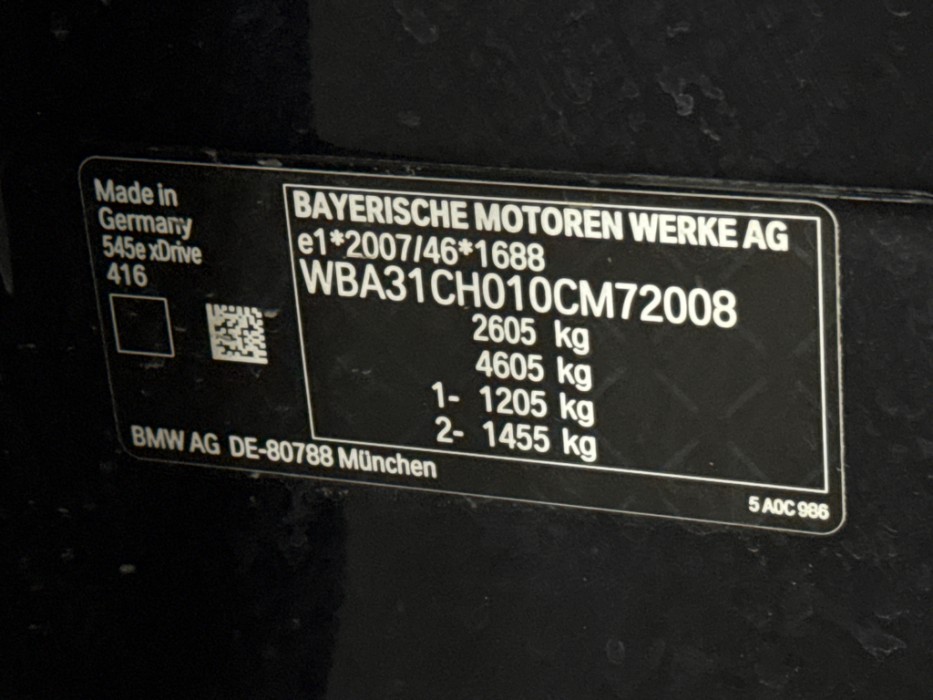 Made in
Germany
545e xDrive
416
BAYERISCHE MOTOREN WERKE AG
e1*2007/46*1688
WBA31CH010CM72008
2605 kg
4605 kg
1- 1205 kg
2- 1455 kg
BMW AG DE-80788 München
5 A0C 986